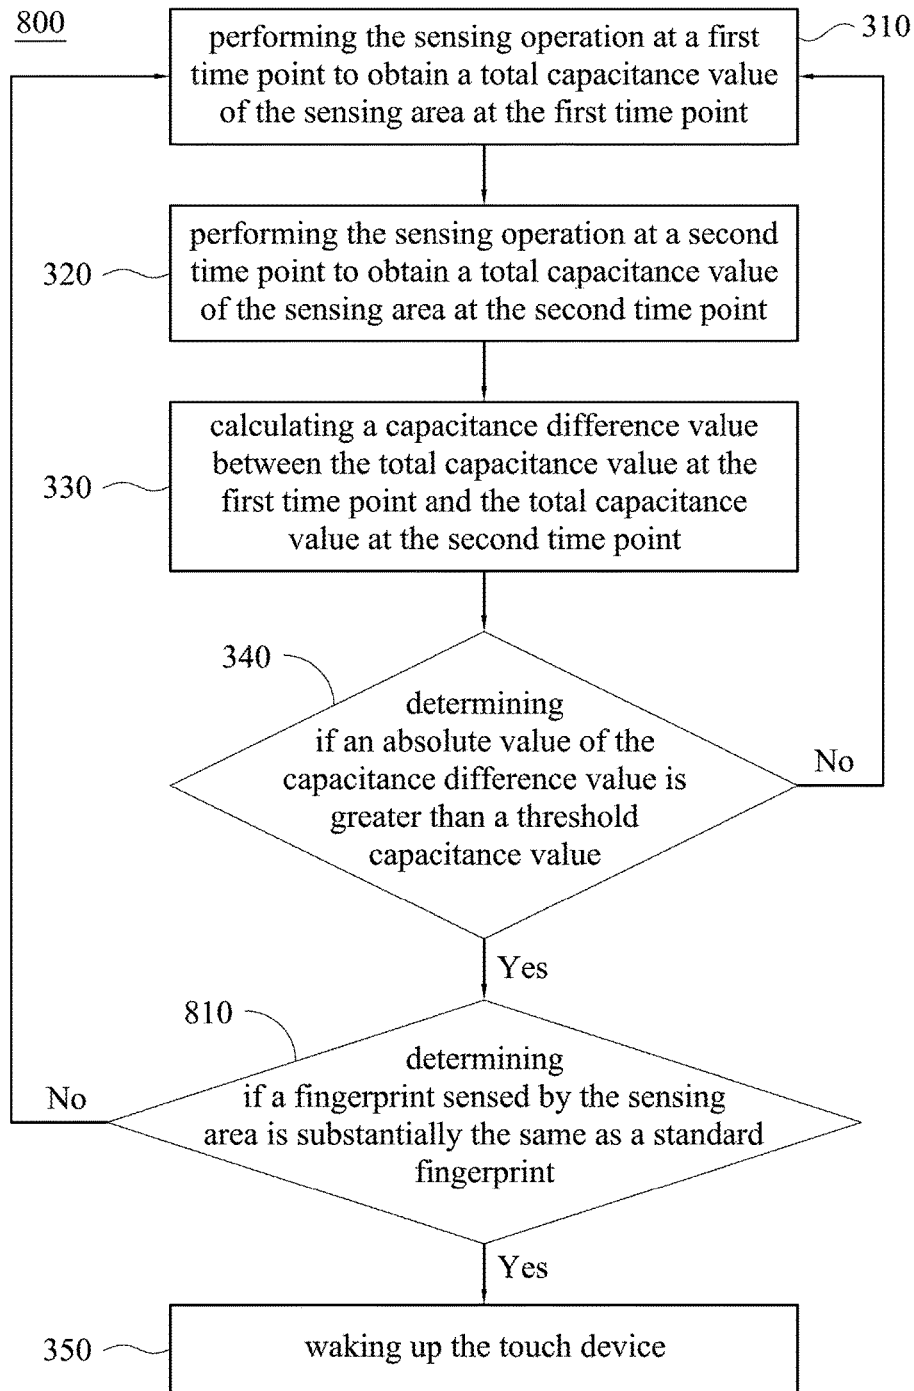 800
310
performing the sensing operation at a first
time point to obtain a total capacitance value
of the sensing area at the first time point
320
performing the sensing operation at a second
time point to obtain a total capacitance value
of the sensing area at the second time point
330
calculating a capacitance difference value
between the total capacitance value at the
first time point and the total capacitance
value at the second time point
340
determining
if an absolute value of the
capacitance difference value is
greater than a threshold
capacitance value
No
Yes
810
determining
if a fingerprint sensed by the sensing
area is substantially the same as a standard
fingerprint
No
Yes
350
waking up the touch device